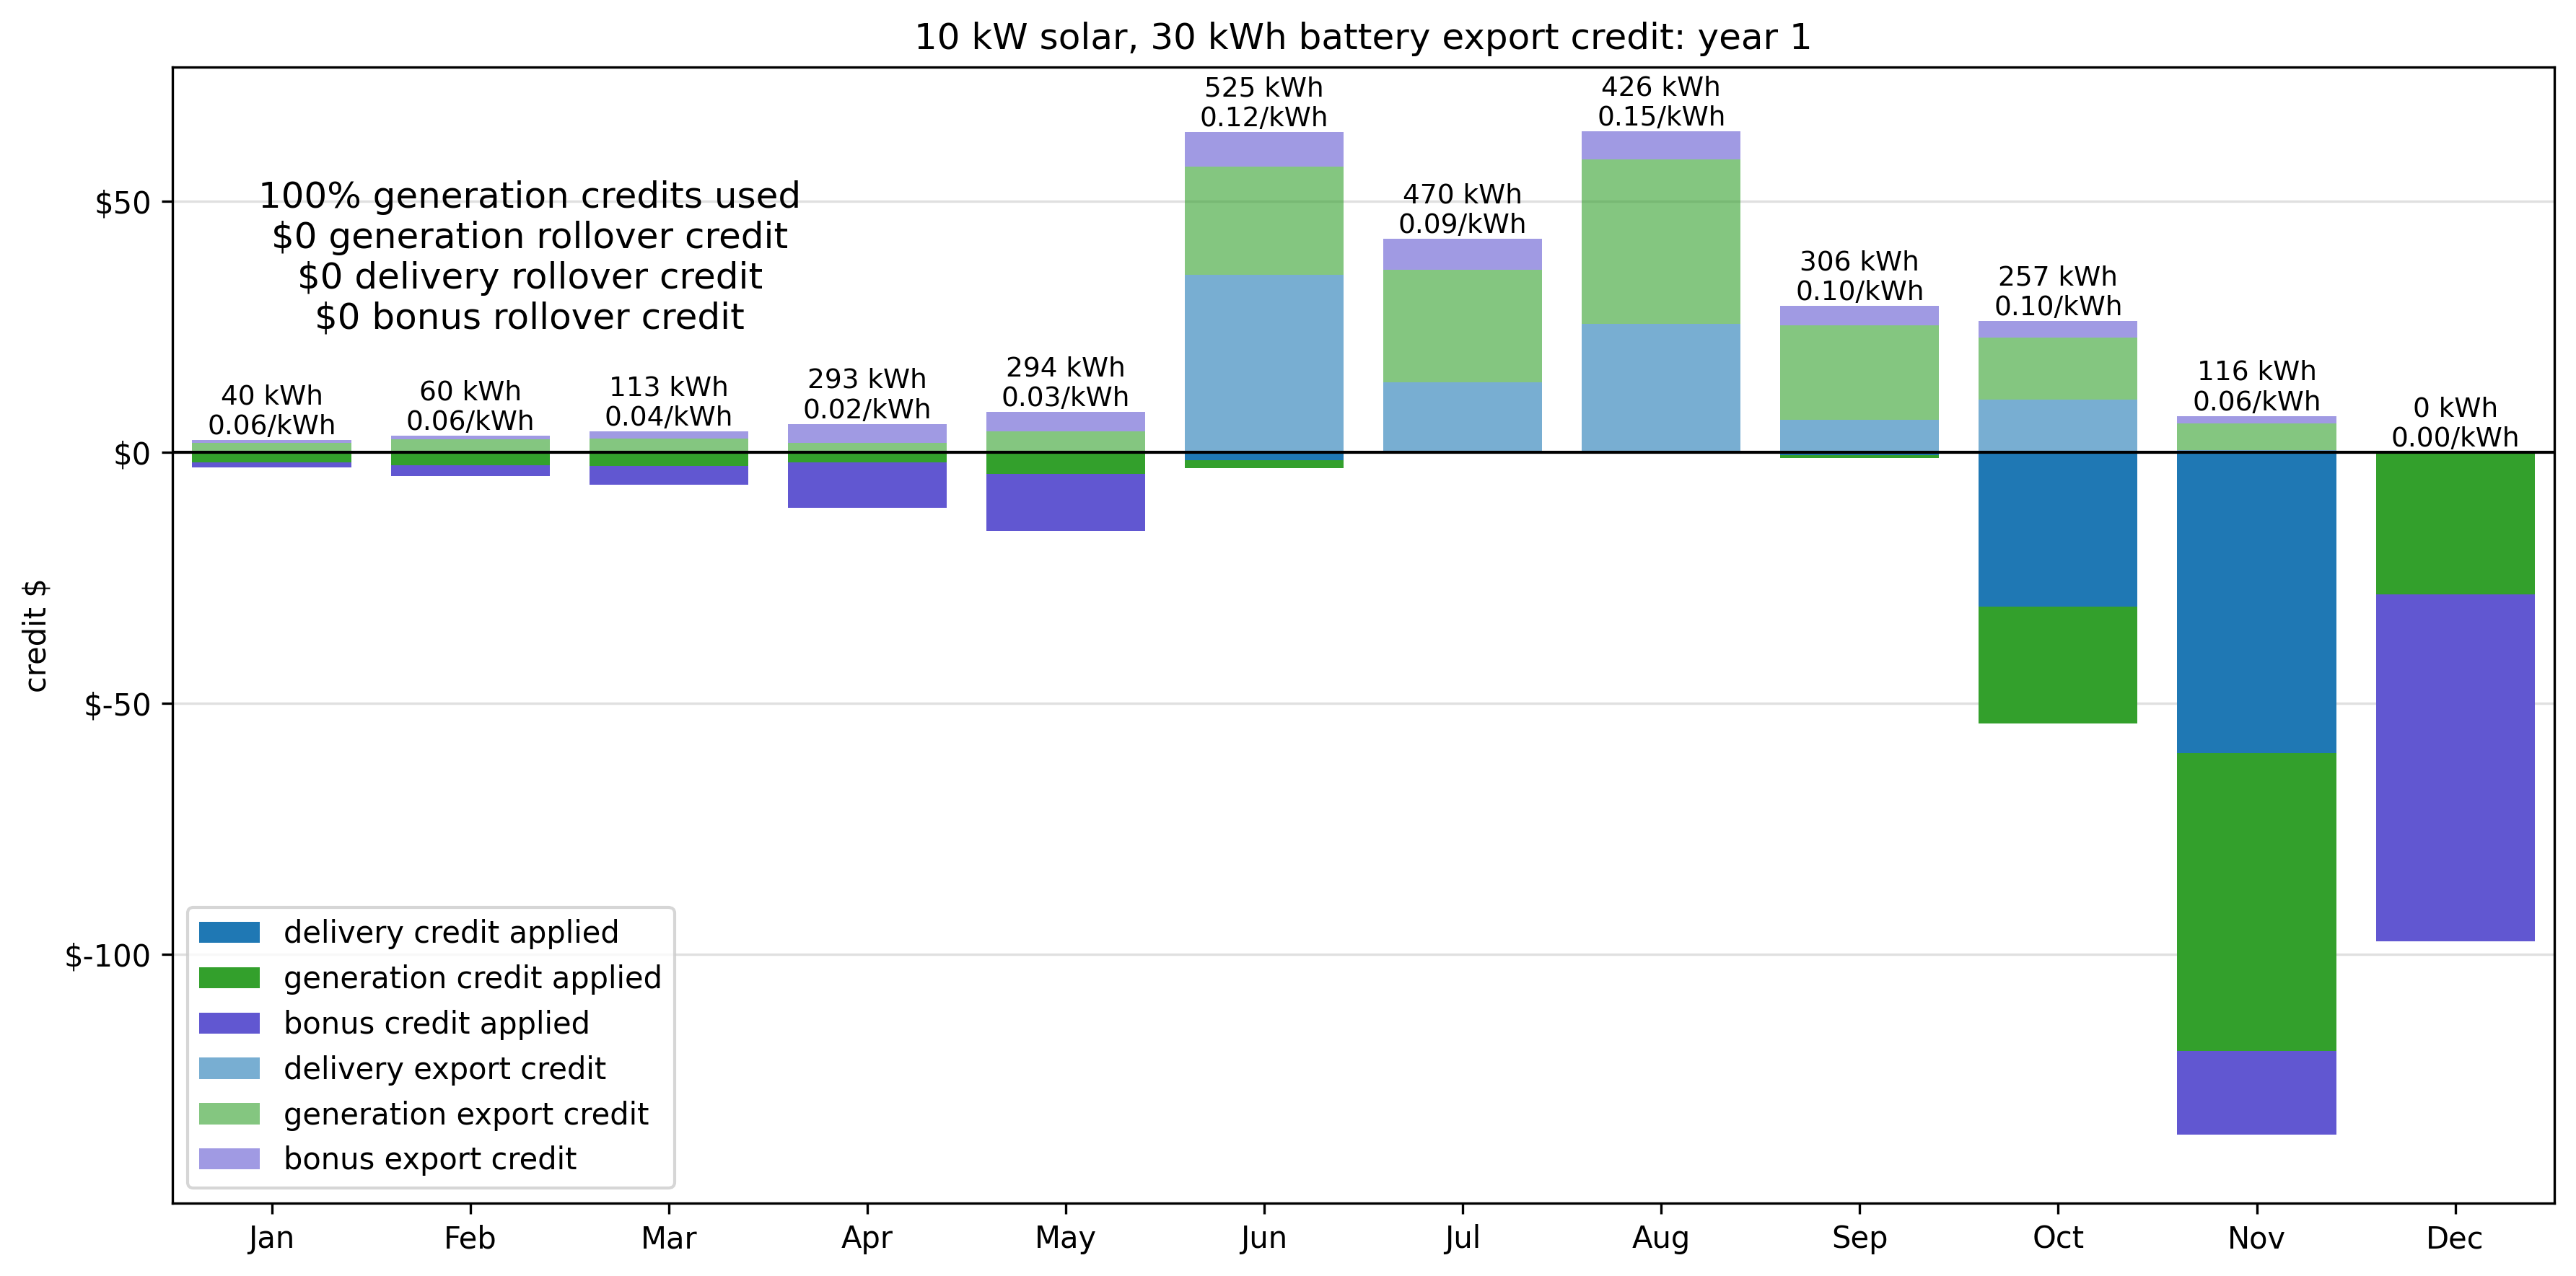 10 kW solar, 30 kWh battery export credit: year 1
525 kWh
0.12/kWh
426 kWh
0.15/kWh
100% generation credits used
$0 generation rollover credit
$0 delivery rollover credit
$0 bonus rollover credit
470 kWh
0.09/kWh
306 kWh
0.10/kWh
257 kWh
0.10/kWh
40 kWh
0.06/kWh
60 kWh
0.06/kWh
113 kWh
0.04/kWh
293 kWh
0.02/kWh
294 kWh
0.03/kWh
116 kWh
0.06/kWh
0 kWh
0.00/kWh
$50
$0
$-50
$-100
credit $
delivery credit applied
generation credit applied
bonus credit applied
delivery export credit
generation export credit
bonus export credit
Jan Feb Mar Apr May Jun Jul Aug Sep Oct Nov Dec